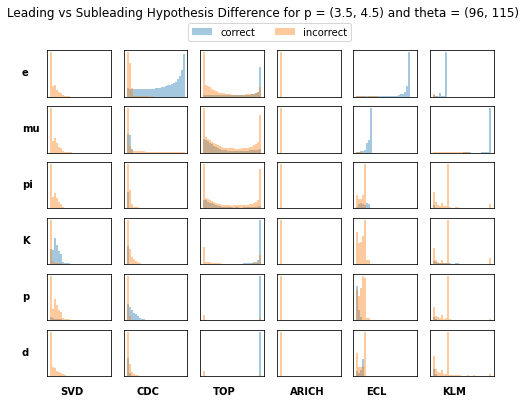 Leading vs Subleading Hypothesis Difference for p = (3.5, 4.5) and theta = (96, 115)
correct incorrect
e
mu
pi
K
p
d
SVD CDC TOP ARICH ECL KLM